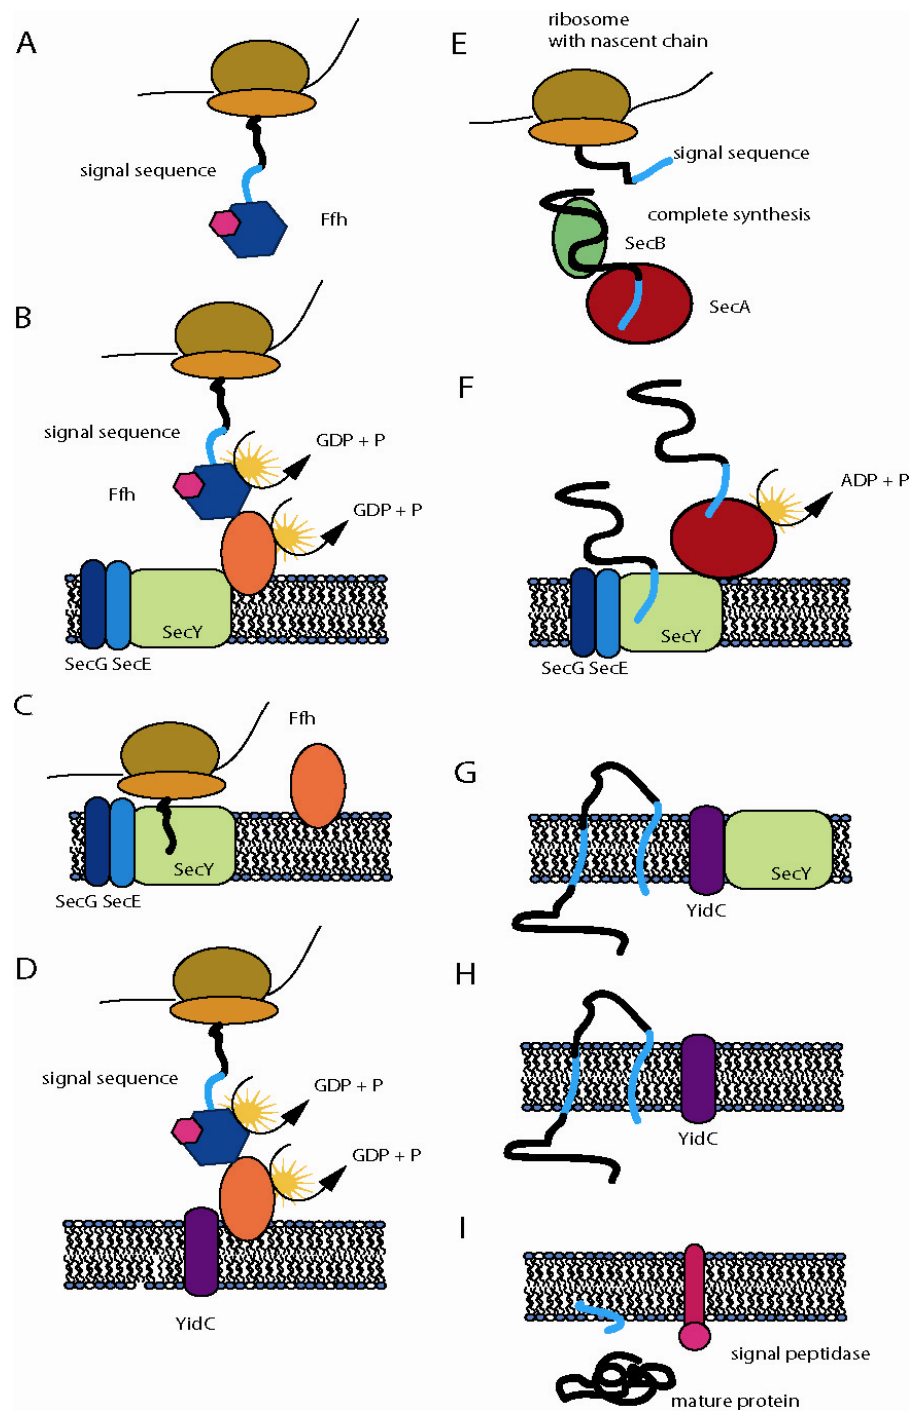 A
signal sequence
Ffh
B
signal sequence
GDP + P
Ffh
GDP + P
SecY
SecG SecE
C
Ffh
SecY
SecG SecE
D
signal sequence
GDP + P
GDP + P
YidC
E
ribosome
with nascent chain
signal sequence
complete synthesis
SecB
SecA
F
ADP + P
SecY
SecG SecE
G
SecY
YidC
H
YidC
I
signal peptidase
mature protein